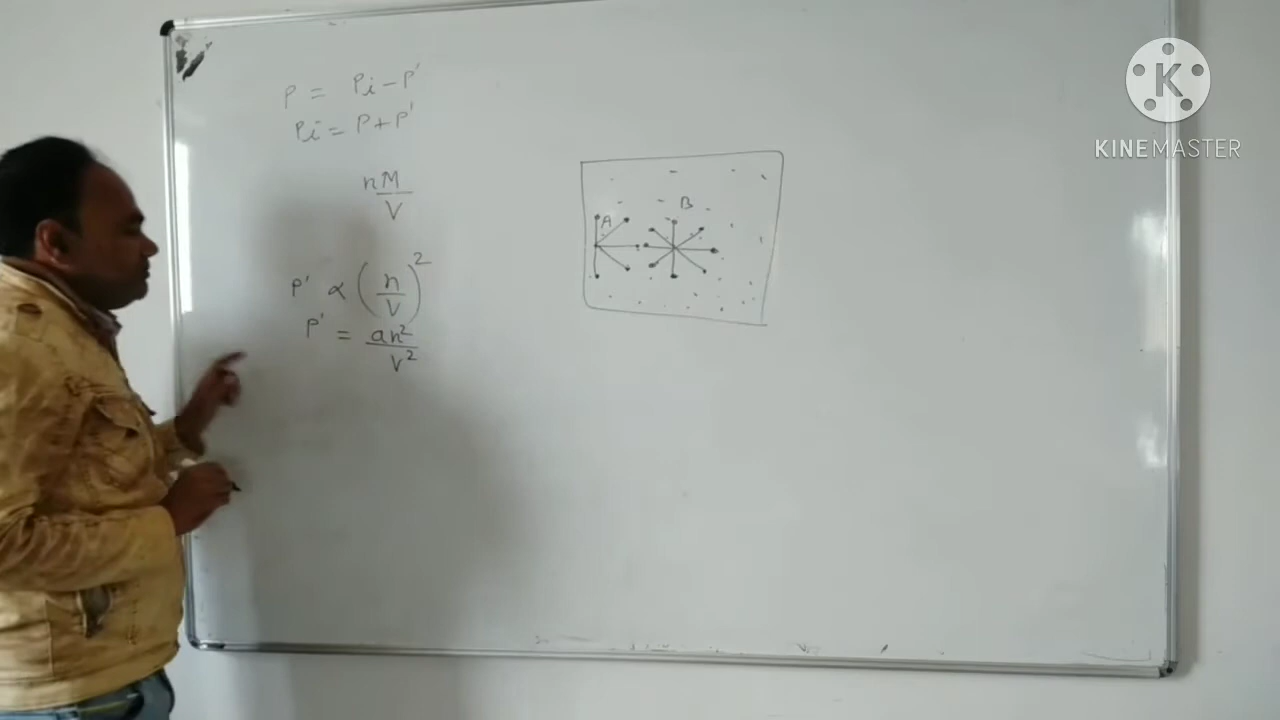 P = Pi - P'
Pi = P + P'
nM
V
P' ∝ (n/V)²
P' = an²
V²
A
B
K
KINEMASTER